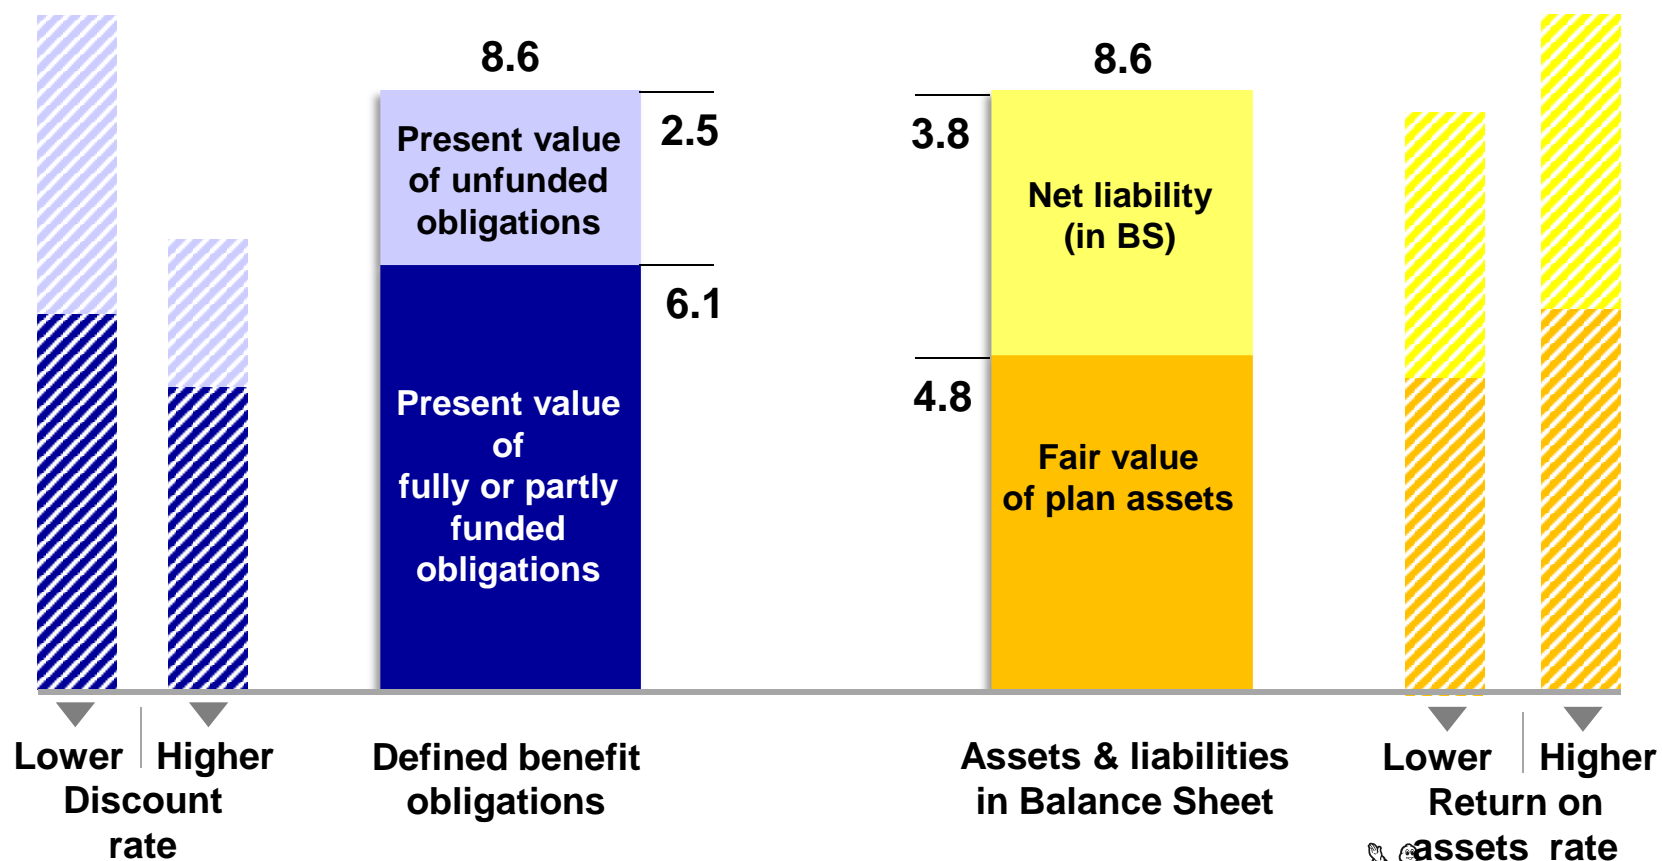 8.6
Present value
of unfunded
obligations
2.5
6.1
Present value
of
fully or partly
funded
obligations
8.6
3.8
Net liability
(in BS)
4.8
Fair value
of plan assets
Lower Higher
Discount
rate
Defined benefit
obligations
Assets & liabilities
in Balance Sheet
Lower Higher
Return on
assets rate